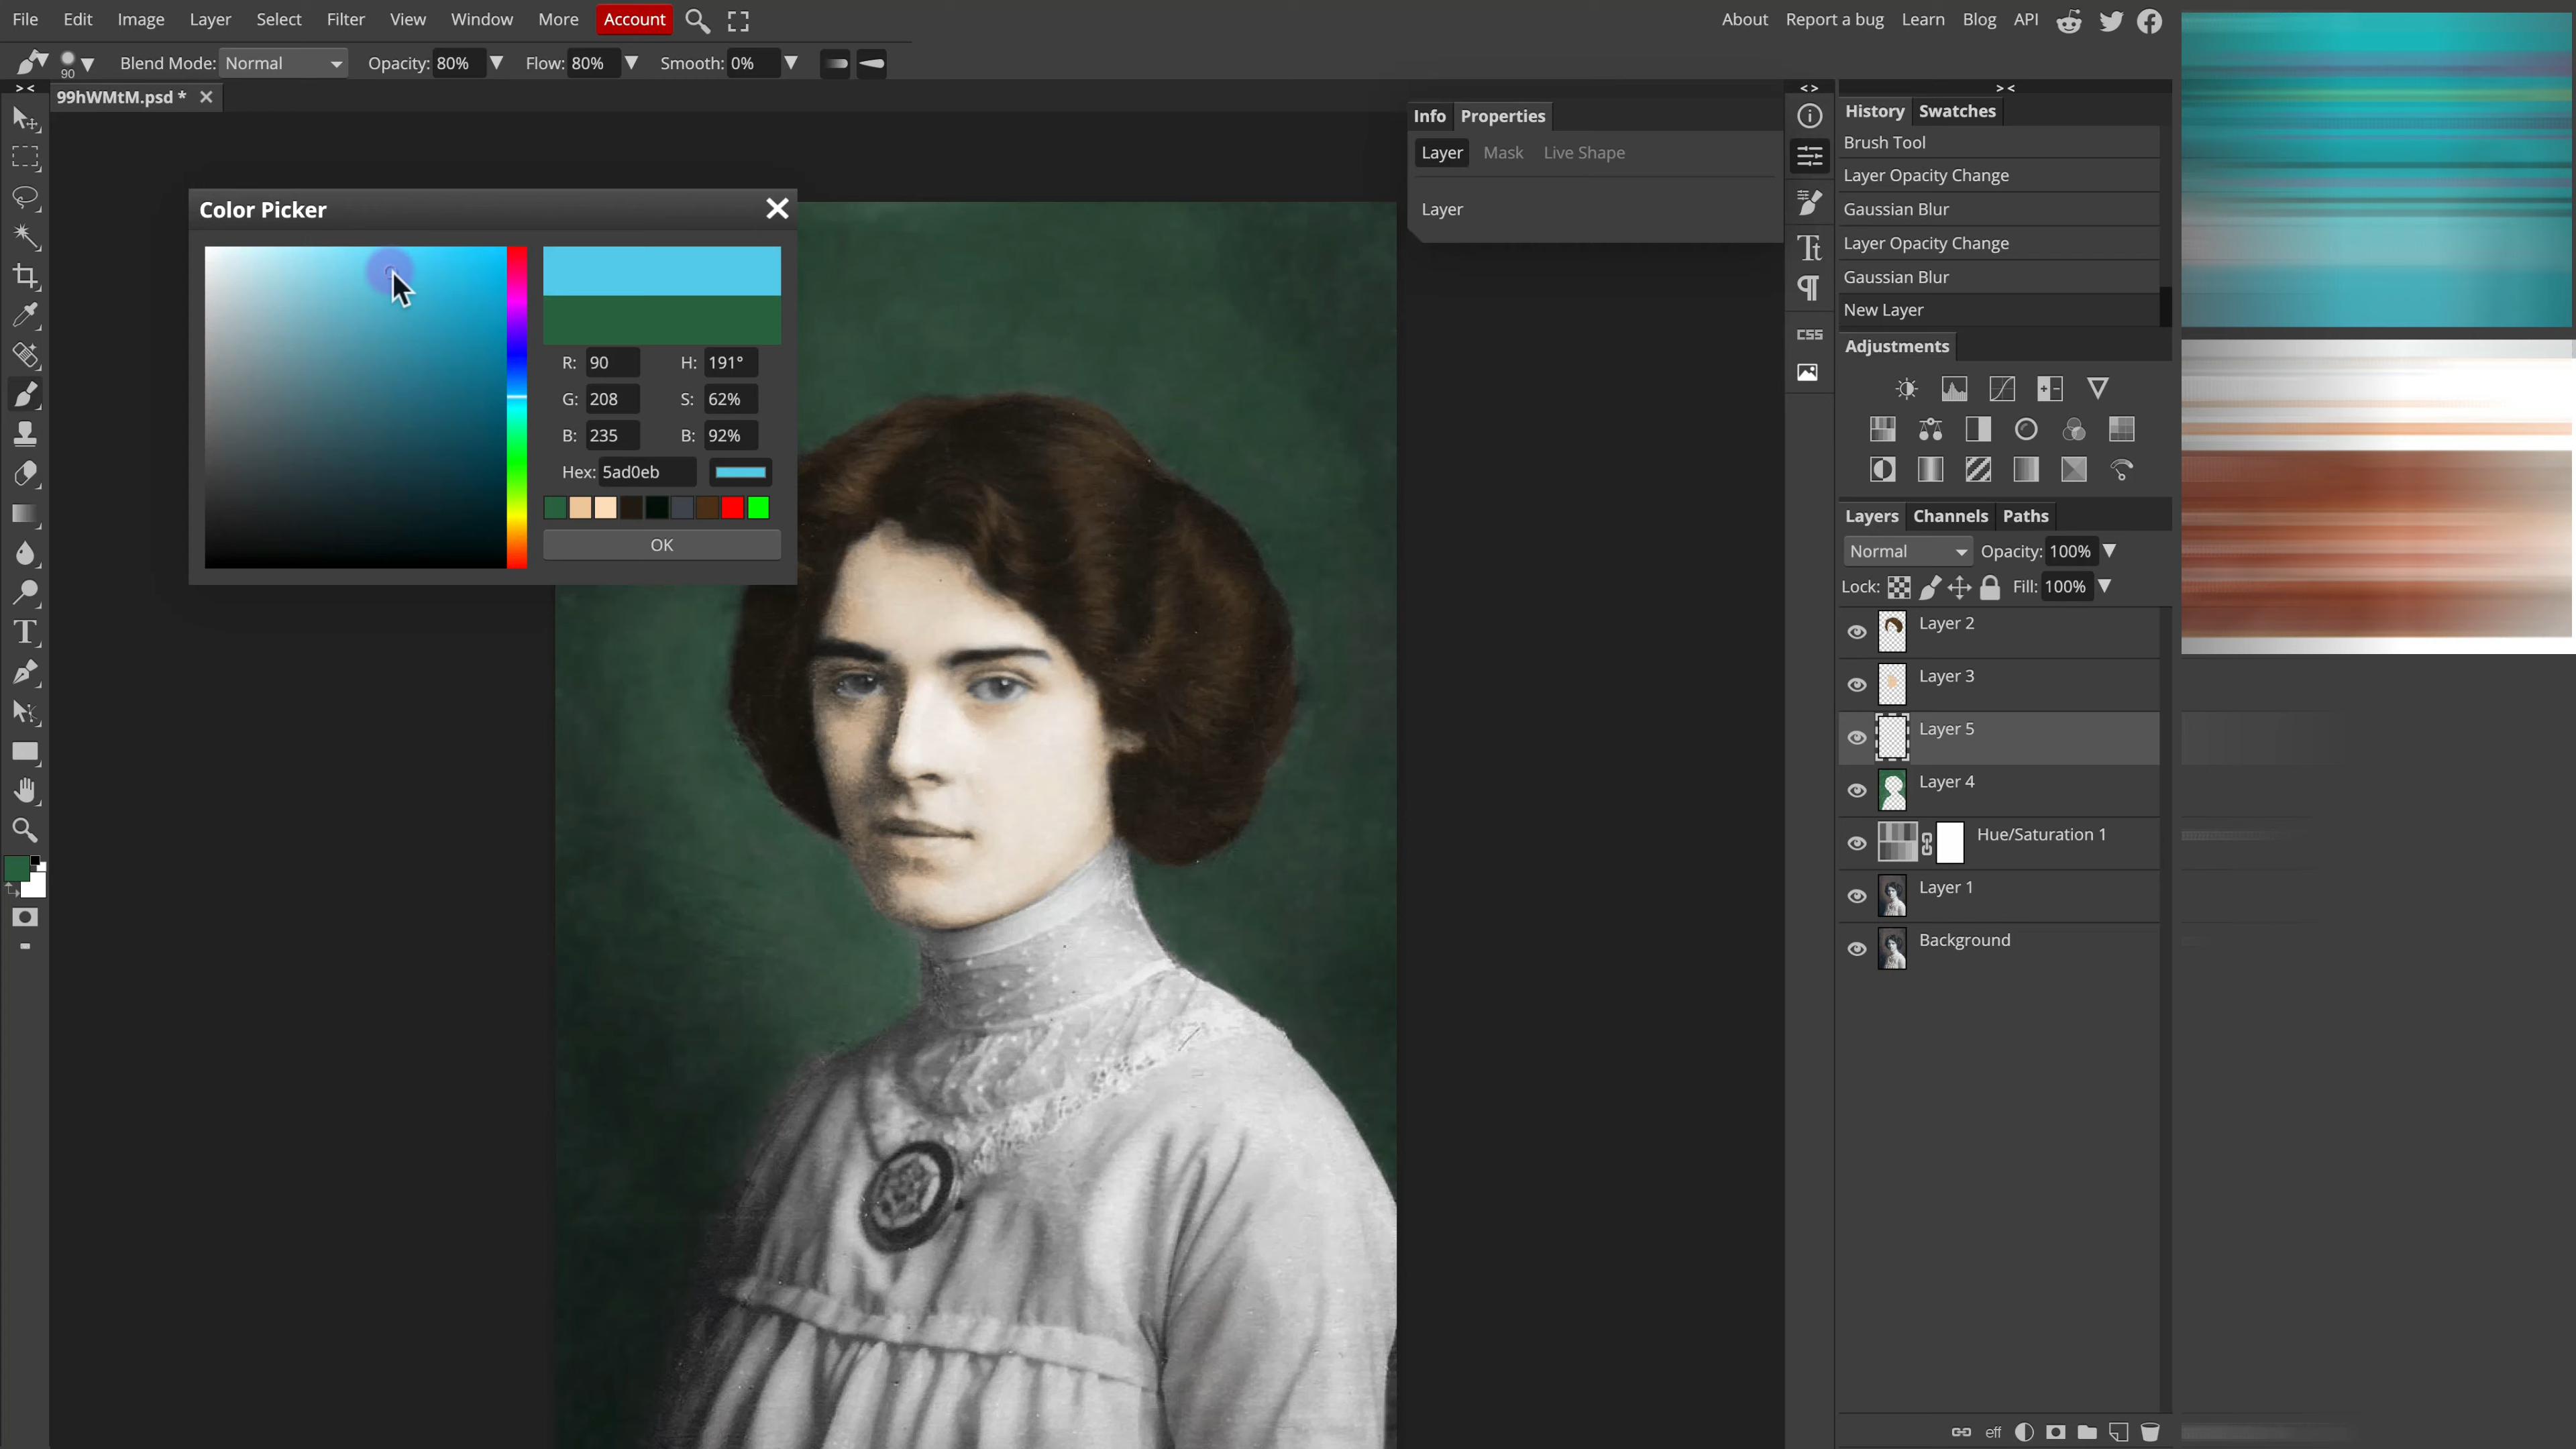 File Edit Image Layer Select Filter View Window More Account
About Report a bug Learn Blog API
90 Blend Mode: Normal Opacity: 80% Flow: 80% Smooth: 0%
99hWMtM.psd *
Color Picker
R: 90 H: 191°
G: 208 S: 62%
B: 235 B: 92%
Hex: 5ad0eb
OK
Info Properties
Layer Mask Live Shape
Layer
CSS
History Swatches
Brush Tool
Layer Opacity Change
Gaussian Blur
Layer Opacity Change
Gaussian Blur
New Layer
Adjustments
Layers Channels Paths
Normal Opacity: 100%
Lock: Fill: 100%
Layer 2
Layer 3
Layer 5
Layer 4
Hue/Saturation 1
Layer 1
Background
eff